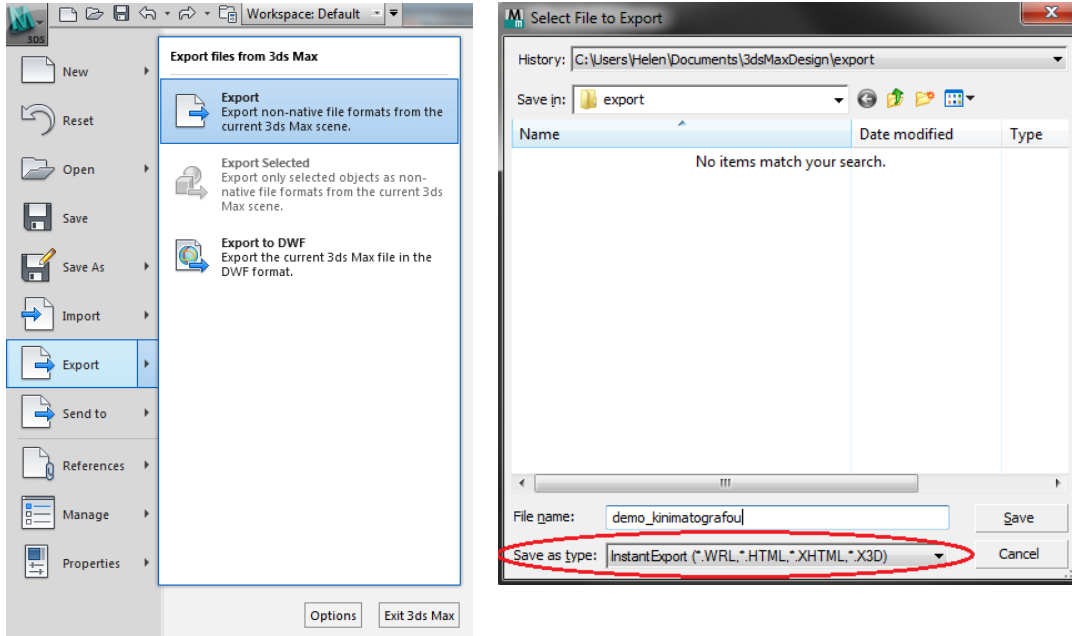 Workspace: Default
3DS
New
Reset
Open
Save
Save As
Import
Export
Send to
References
Manage
Properties
Export files from 3ds Max
Export
Export non-native file formats from the
current 3ds Max scene.
Export Selected
Export only selected objects as non-
native file formats from the current 3ds
Max scene.
Export to DWF
Export the current 3ds Max file in the
DWF format.
Options
Exit 3ds Max
Select File to Export
History: C:\Users\Helen\Documents\3dsMaxDesign\export
Save in: export
Name Date modified Type
No items match your search.
File name: demo_kinimatografou
Save
Save as type: InstantExport (*.WRL,*.HTML,*.XHTML,*.X3D)
Cancel